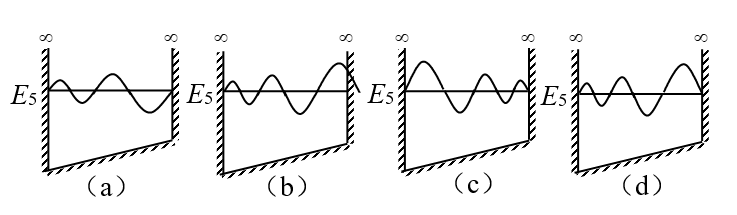 ∞ ∞ ∞ ∞ ∞ ∞ ∞ ∞
E5 E5 E5 E5
（a） （b） （c） （d）